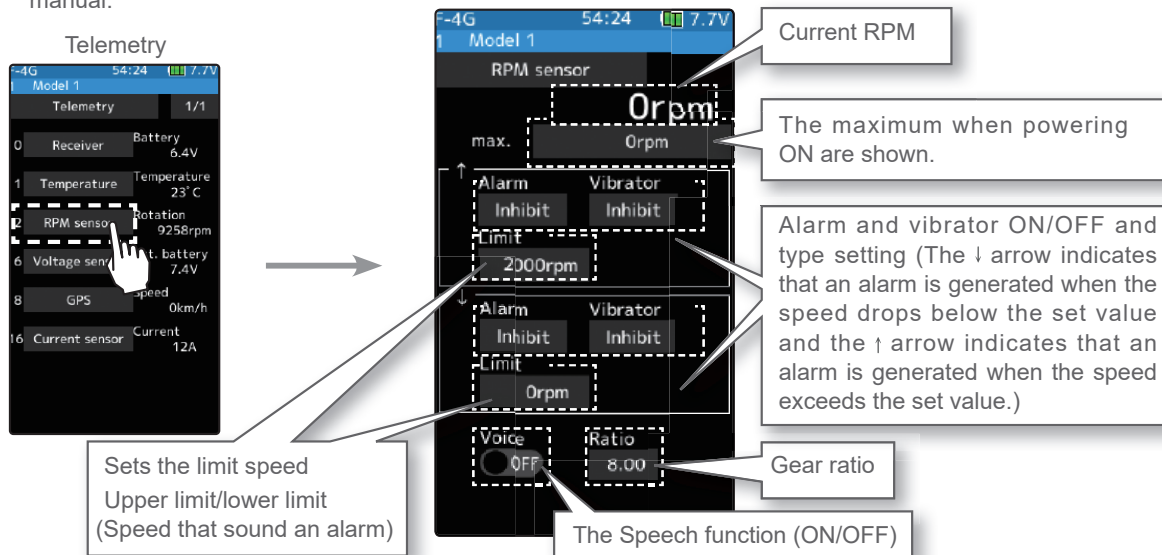 manual.
Telemetry
F-4G 54:24 7.7V
1 Model 1
Telemetry 1/1
0 Receiver Battery
6.4V
1 Temperature Temperature
23°C
2 RPM sensor Rotation
9258rpm
6 Voltage battery
7.4V
8 GPS Speed
0km/h
16 Current sensor Current
12A
F-4G 54:24 7.7V
1 Model 1
RPM sensor
0rpm
max. 0rpm
↑
Alarm Vibrator
Inhibit Inhibit
Limit
2000rpm
↓
Alarm Vibrator
Inhibit Inhibit
Limit
0rpm
Voice Ratio
OFF 8.00
Current RPM
The maximum when powering
ON are shown.
Alarm and vibrator ON/OFF and
type setting (The ↓ arrow indicates
that an alarm is generated when the
speed drops below the set value
and the ↑ arrow indicates that an
alarm is generated when the speed
exceeds the set value.)
Sets the limit speed
Upper limit/lower limit
(Speed that sound an alarm)
Gear ratio
The Speech function (ON/OFF)